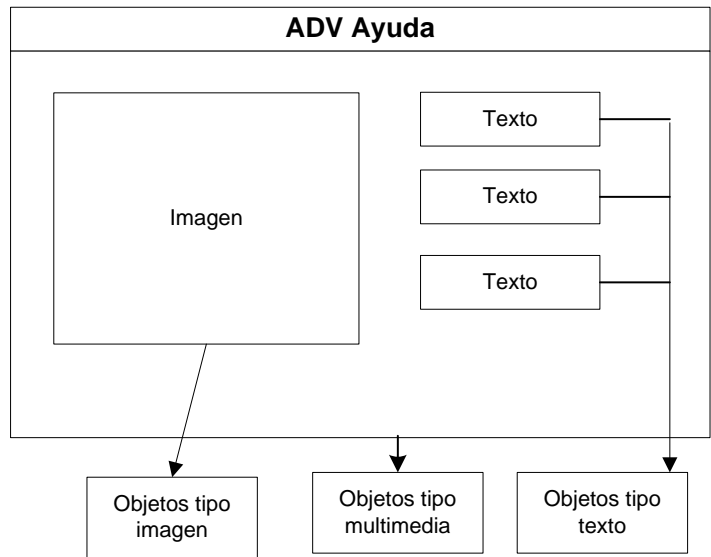 ADV Ayuda
Imagen
Texto
Texto
Texto
Objetos tipo
imagen
Objetos tipo
multimedia
Objetos tipo
texto